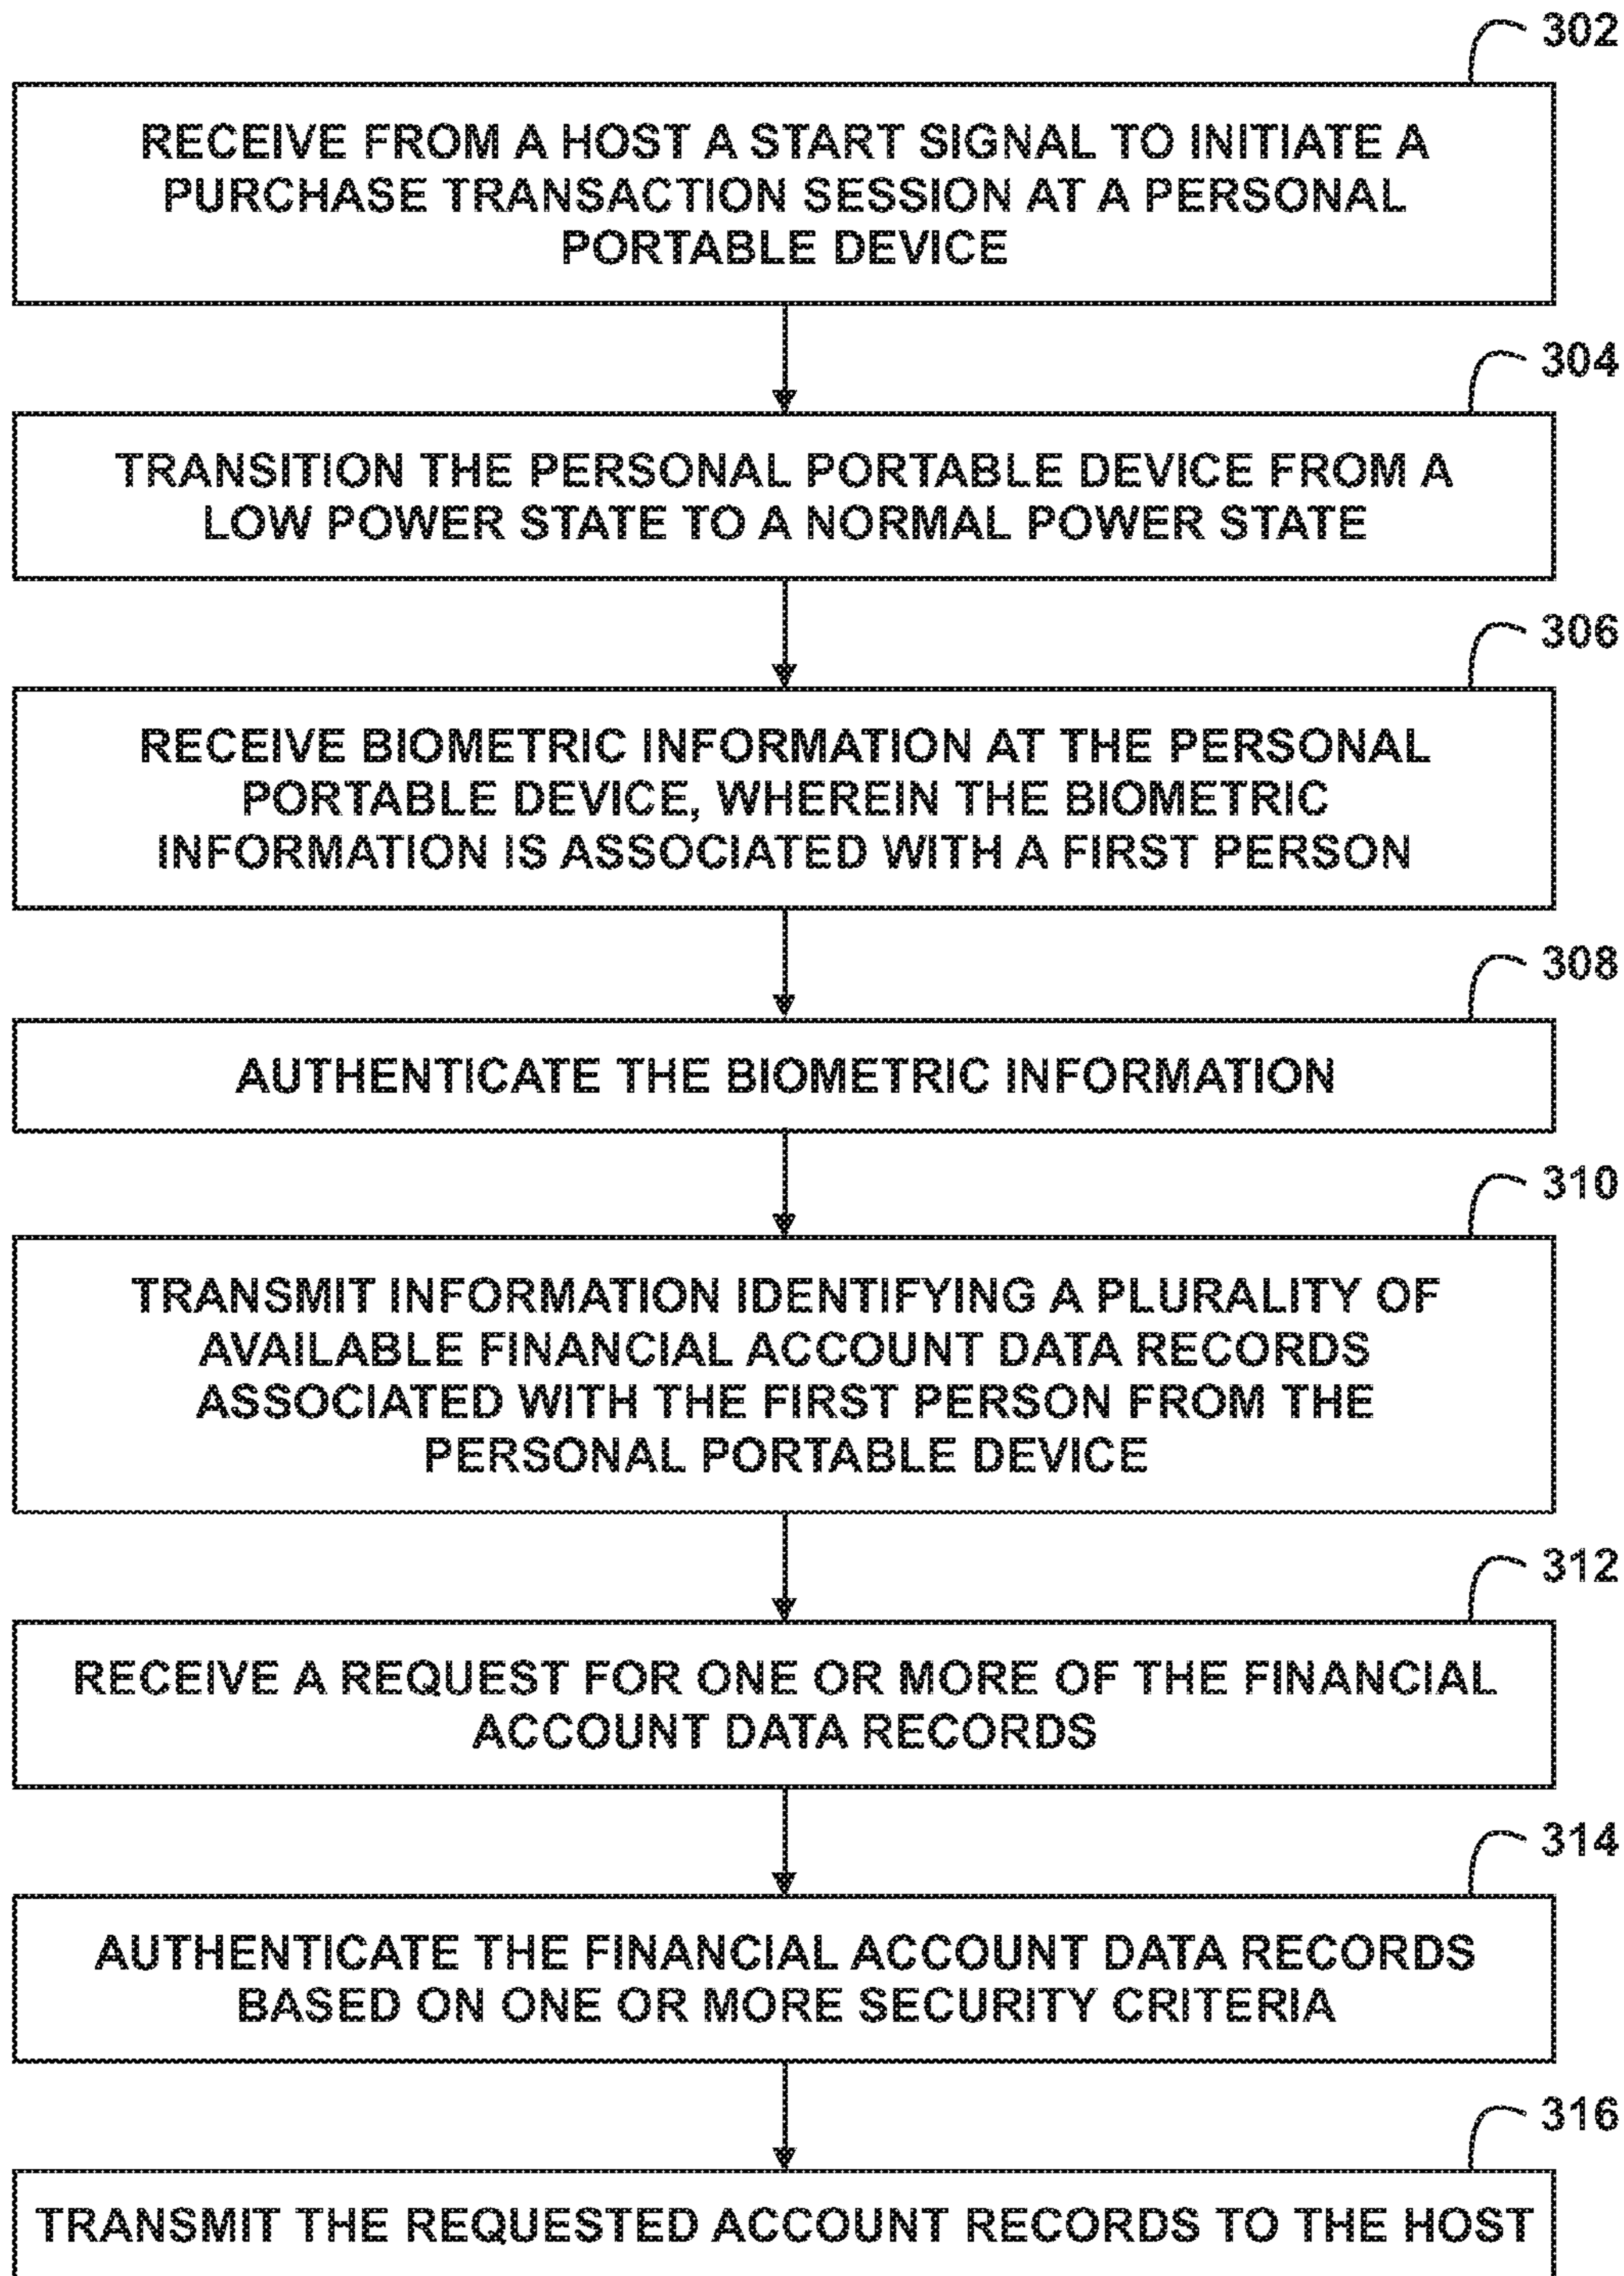 302
RECEIVE FROM A HOST A START SIGNAL TO INITIATE A
PURCHASE TRANSACTION SESSION AT A PERSONAL
PORTABLE DEVICE
304
TRANSITION THE PERSONAL PORTABLE DEVICE FROM A
LOW POWER STATE TO A NORMAL POWER STATE
306
RECEIVE BIOMETRIC INFORMATION AT THE PERSONAL
PORTABLE DEVICE, WHEREIN THE BIOMETRIC
INFORMATION IS ASSOCIATED WITH A FIRST PERSON
308
AUTHENTICATE THE BIOMETRIC INFORMATION
310
TRANSMIT INFORMATION IDENTIFYING A PLURALITY OF
AVAILABLE FINANCIAL ACCOUNT DATA RECORDS
ASSOCIATED WITH THE FIRST PERSON FROM THE
PERSONAL PORTABLE DEVICE
312
RECEIVE A REQUEST FOR ONE OR MORE OF THE FINANCIAL
ACCOUNT DATA RECORDS
314
AUTHENTICATE THE FINANCIAL ACCOUNT DATA RECORDS
BASED ON ONE OR MORE SECURITY CRITERIA
316
TRANSMIT THE REQUESTED ACCOUNT RECORDS TO THE HOST